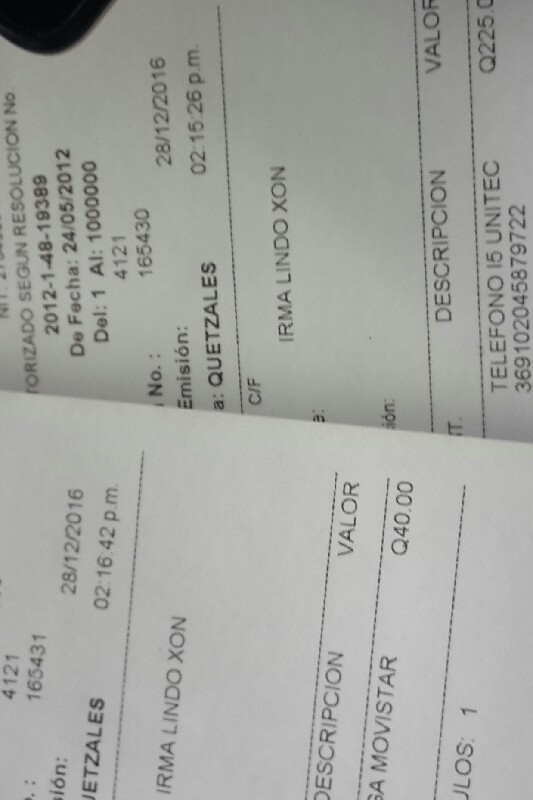 TORIZADO SEGUN RESOLUCION No.
2012-1-48-19389
De Fecha: 24/05/2012
Del: 1 Al: 1000000
4121
No. : 165430
Emisión: 28/12/2016
02:15:26 p.m.
a: QUETZALES
C/F
IRMA LINDO XON
ión:
T. DESCRIPCION VALOR
TELEFONO I5 UNITEC Q225.0
369102045879722
4121
165431
sión: 28/12/2016
02:16:42 p.m.
UETZALES
IRMA LINDO XON
DESCRIPCION VALOR
GA MOVISTAR Q40.00
ULOS: 1